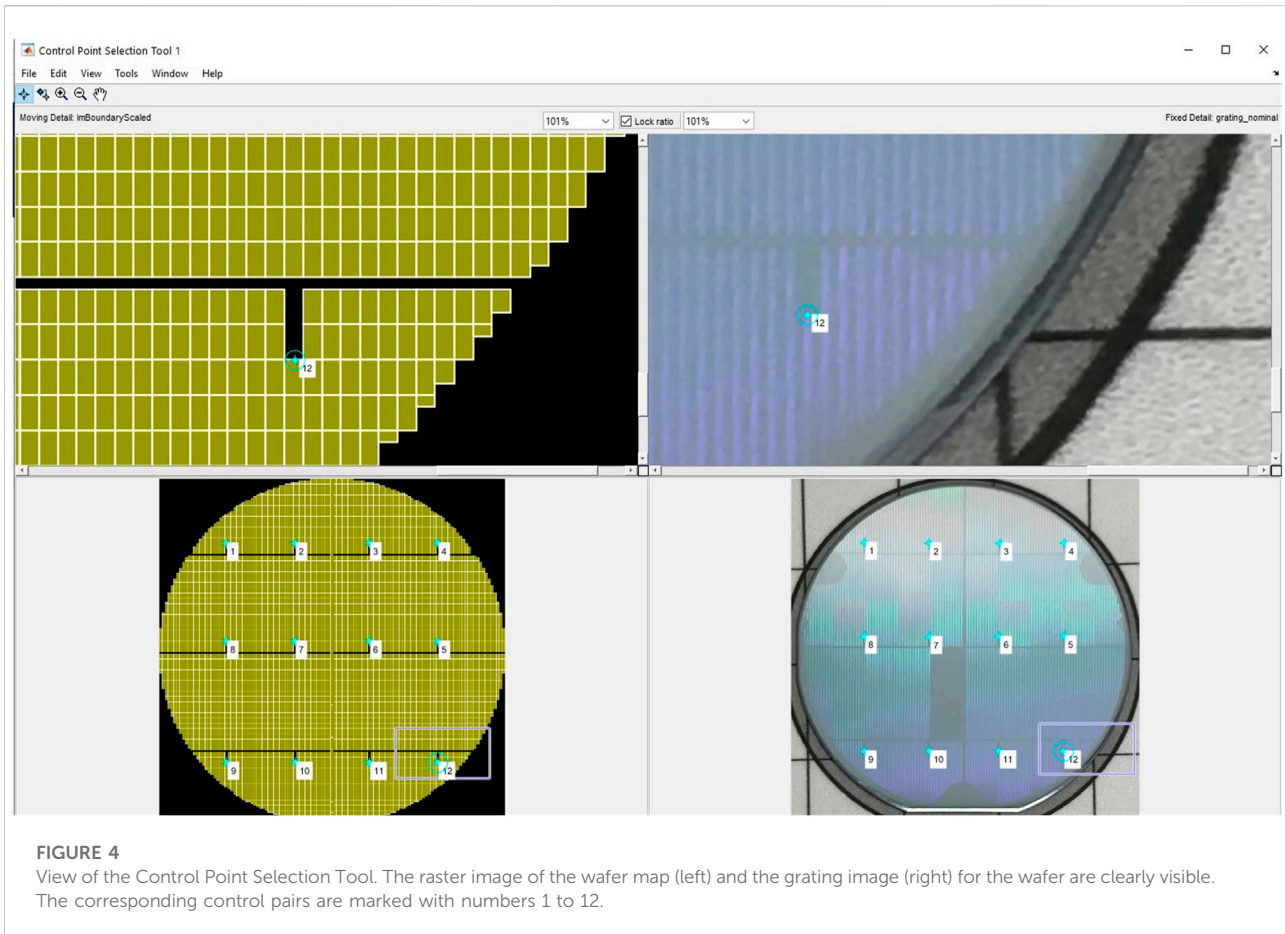 Control Point Selection Tool 1
File Edit View Tools Window Help
Moving Detail: imBoundaryScaled
101%
Lock ratio
101%
Fixed Detail: grating_nominal
12
12
1 2 3 4
1 2 3 4
8 7 6 5
8 7 6 5
9 10 11 12
9 10 11 12
FIGURE 4
View of the Control Point Selection Tool. The raster image of the wafer map (left) and the grating image (right) for the wafer are clearly visible.
The corresponding control pairs are marked with numbers 1 to 12.